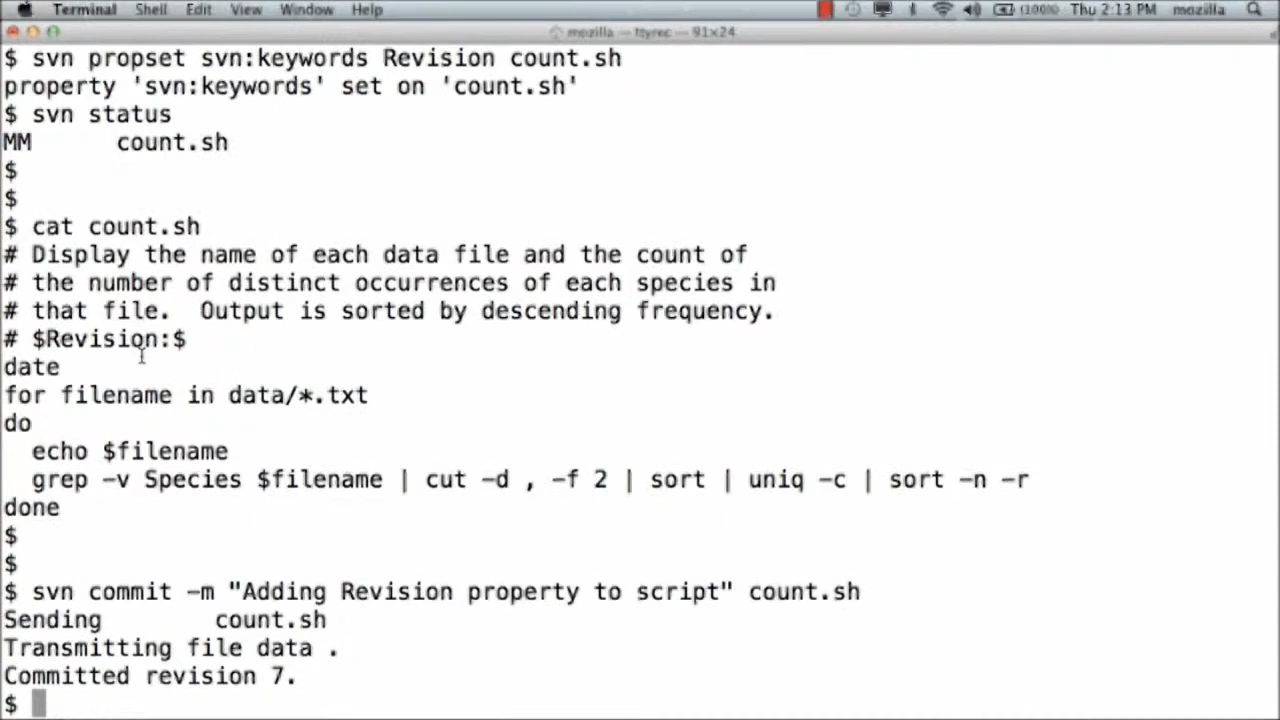 Terminal Shell Edit View Window Help (100%) Thu 2:13 PM mozilla
mozilla — ttyrec — 91×24
$ svn propset svn:keywords Revision count.sh
property 'svn:keywords' set on 'count.sh'
$ svn status
MM      count.sh
$
$
$ cat count.sh
# Display the name of each data file and the count of
# the number of distinct occurrences of each species in
# that file.  Output is sorted by descending frequency.
# $Revision:$
date
for filename in data/*.txt
do
  echo $filename
  grep -v Species $filename | cut -d , -f 2 | sort | uniq -c | sort -n -r
done
$
$
$ svn commit -m "Adding Revision property to script" count.sh
Sending        count.sh
Transmitting file data .
Committed revision 7.
$